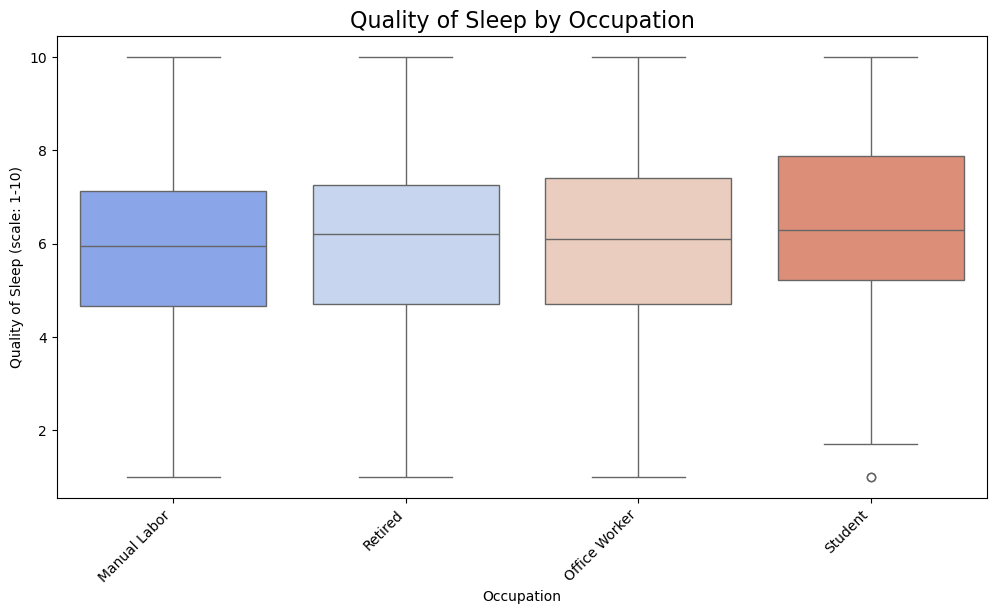 Quality of Sleep by Occupation
Quality of Sleep (scale: 1-10)
10
8
6
4
2
Manual Labor
Retired
Office Worker
Student
Occupation